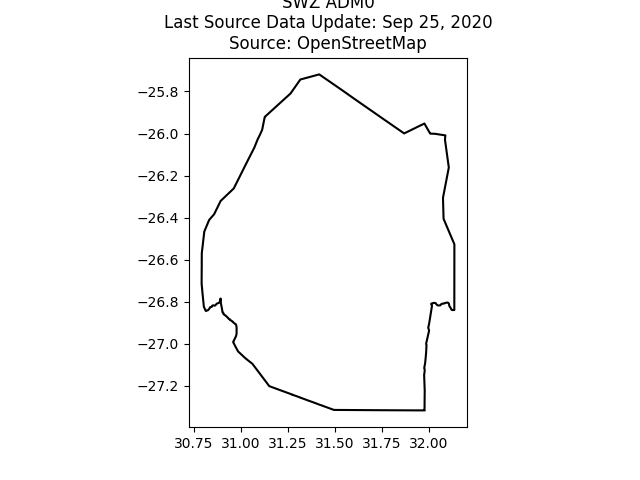 SWZ ADM0
Last Source Data Update: Sep 25, 2020
Source: OpenStreetMap
−25.8
−26.0
−26.2
−26.4
−26.6
−26.8
−27.0
−27.2
30.75 31.00 31.25 31.50 31.75 32.00